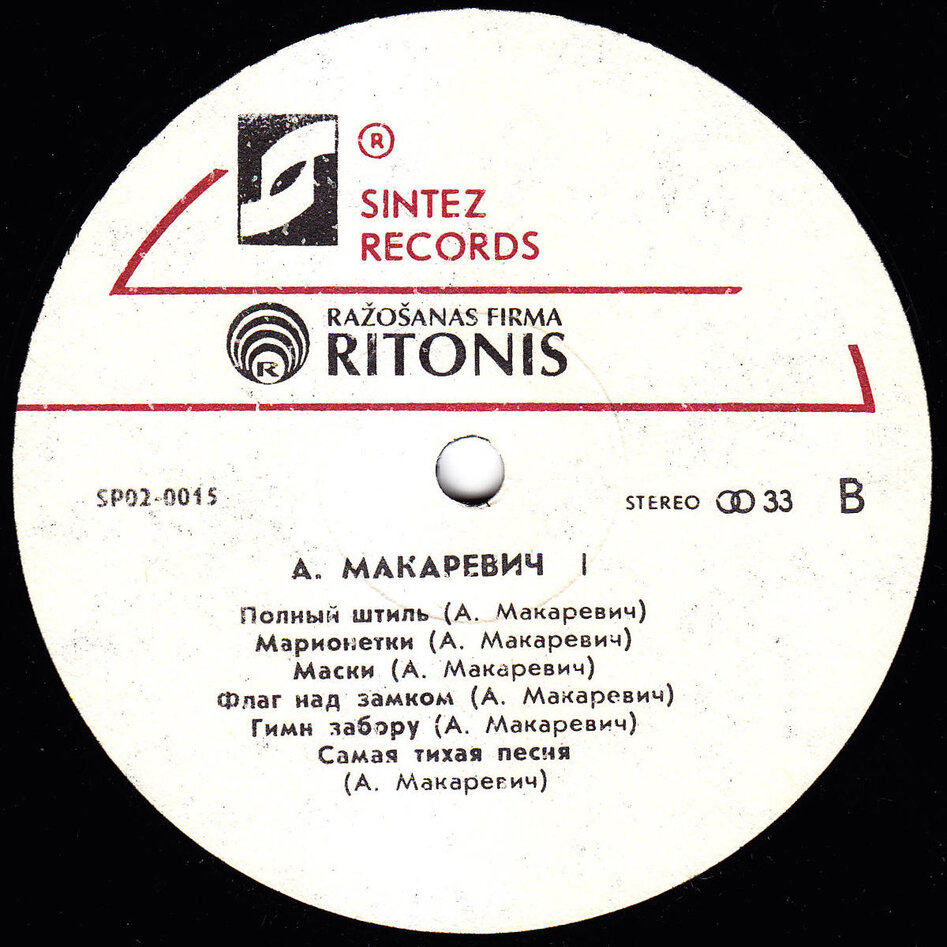 ®
SINTEZ
RECORDS
RAŽOŠANAS FIRMA
RITONIS
R
SP02-0015
STEREO 33 B
А. МАКАРЕВИЧ I
Полный штиль (А. Макаревич)
Марионетки (А. Макаревич)
Маски (А. Макаревич)
Флаг над замком (А. Макаревич)
Гимн забору (А. Макаревич)
Самая тихая песня
(А. Макаревич)